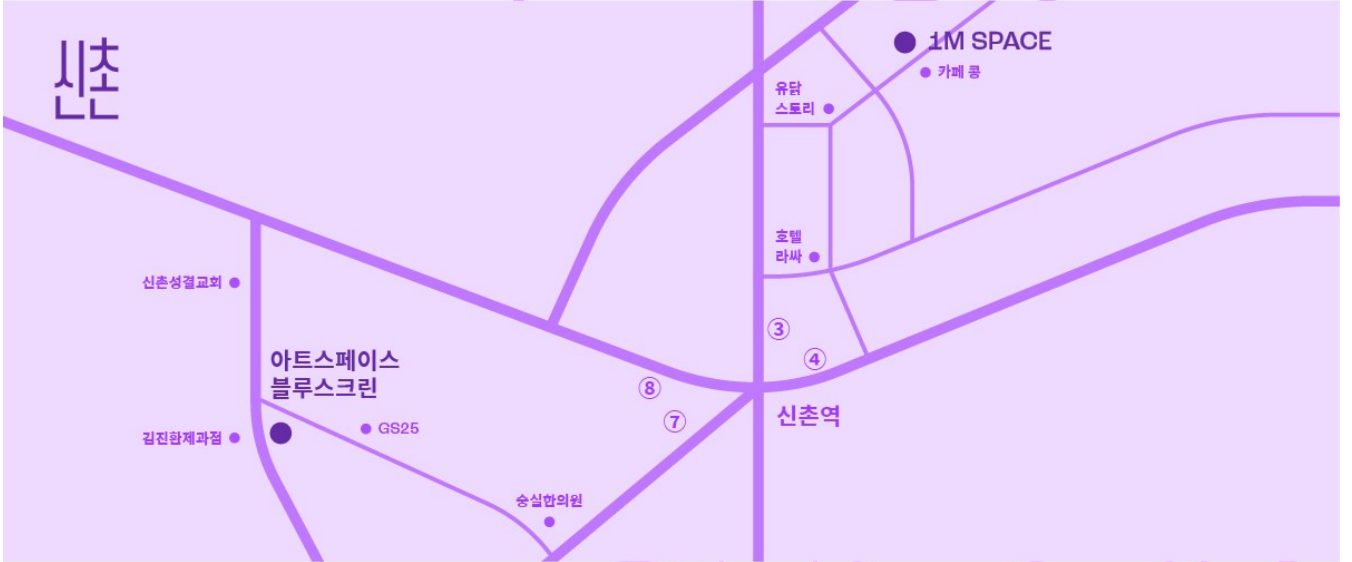 신촌
1M SPACE
카페 콩
유닭
스토리
호텔
라싸
신촌성결교회
③
④
아트스페이스
블루스크린
⑧
⑦
신촌역
김진환제과점
GS25
숭실한의원